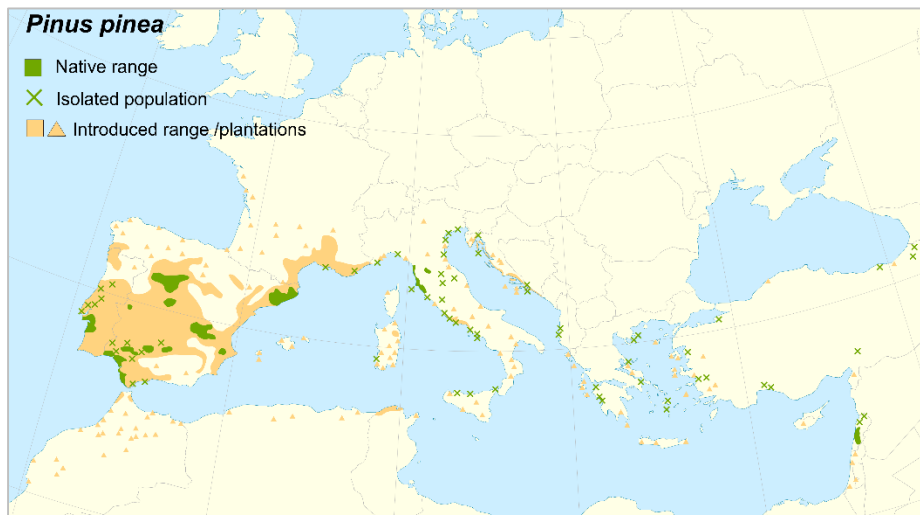 Pinus pinea
Native range
Isolated population
Introduced range /plantations